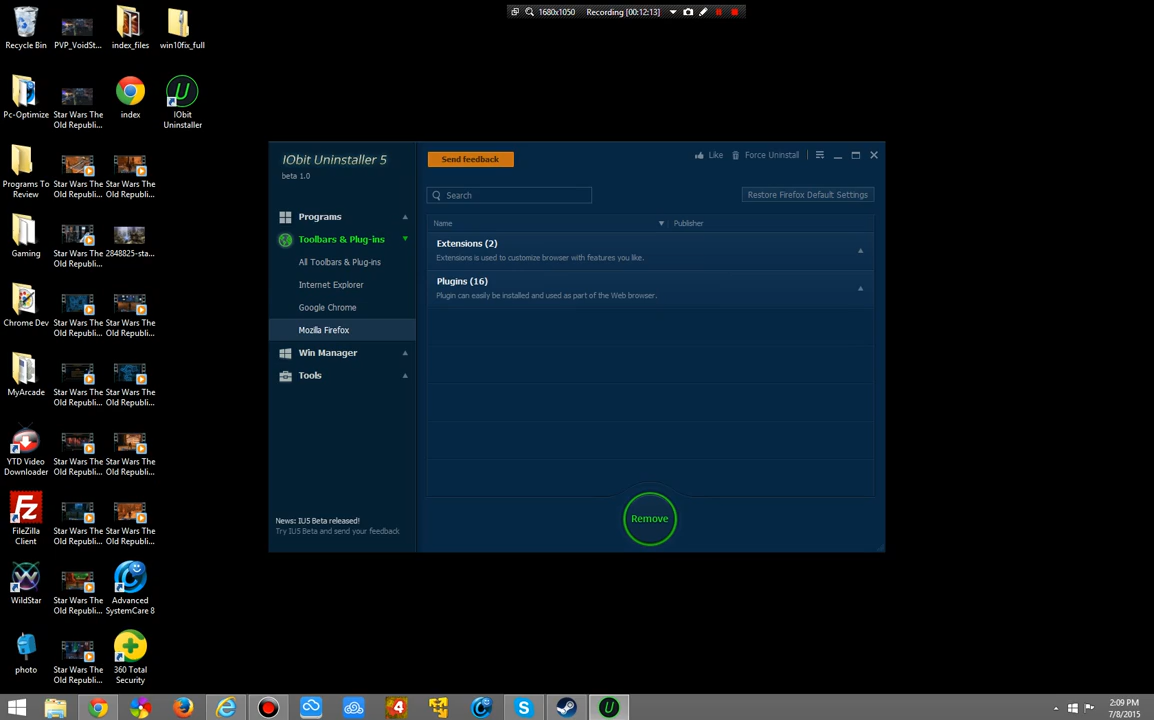 1680x1050 Recording [00:12:13]
Recycle Bin
PVP_VoidSt...
index_files
win10fix_full
Pc-Optimize
Star Wars The Old Republi...
index
IObit Uninstaller
Programs To Review
Star Wars The Old Republi...
Star Wars The Old Republi...
Gaming
Star Wars The Old Republi...
2848825-sta...
Chrome Dev
Star Wars The Old Republi...
Star Wars The Old Republi...
MyArcade
Star Wars The Old Republi...
Star Wars The Old Republi...
YTD Video Downloader
Star Wars The Old Republi...
Star Wars The Old Republi...
FileZilla Client
Star Wars The Old Republi...
Star Wars The Old Republi...
WildStar
Star Wars The Old Republi...
Advanced SystemCare 8
photo
Star Wars The Old Republi...
360 Total Security
IObit Uninstaller 5
beta 1.0
Send feedback
Like
Force Uninstall
Search
Restore Firefox Default Settings
Programs
Toolbars & Plug-ins
All Toolbars & Plug-ins
Internet Explorer
Google Chrome
Mozilla Firefox
Win Manager
Tools
News: IU5 Beta released!
Try IU5 Beta and send your feedback
Name
Publisher
Extensions (2)
Extensions is used to customize browser with features you like.
Plugins (16)
Plugin can easily be installed and used as part of the Web browser.
Remove
2:09 PM
7/8/2015